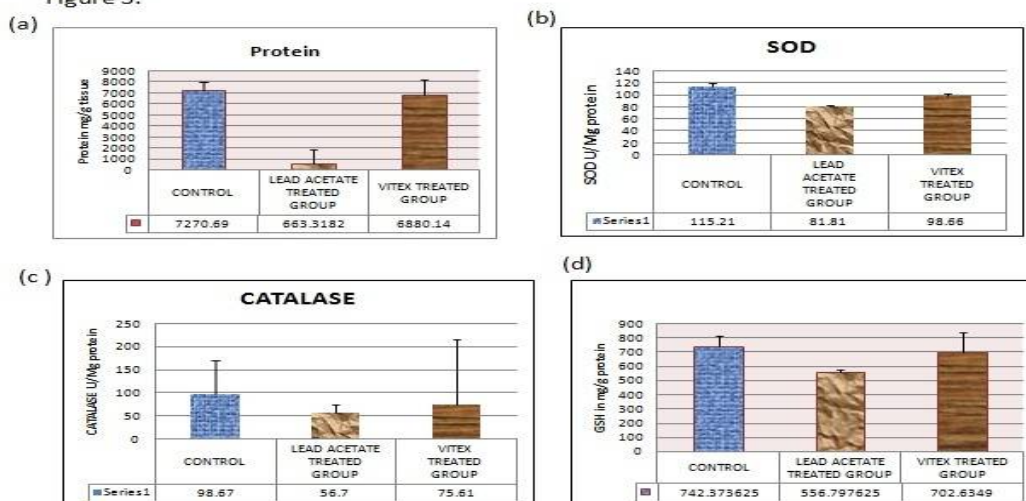 Figure 3.
(a)
Protein
Protein mg/g tissue
9000
8000
7000
6000
5000
4000
3000
2000
1000
0
CONTROL
LEAD ACETATE
TREATED
GROUP
VITEX TREATED
GROUP
7270.69
663.3182
6880.14
(b)
SOD
SOD U/Mg protein
140
120
100
80
60
40
20
0
CONTROL
LEAD
ACETATE
TREATED
GROUP
VITEX
TREATED
GROUP
Series1
115.21
81.81
98.66
(c )
CATALASE
CATALASE U/Mg protein
250
200
150
100
50
0
CONTROL
LEAD ACETATE
TREATED
GROUP
VITEX
TREATED
GROUP
Series1
98.67
56.7
75.61
(d)
GSH in mg/g protein
900
800
700
600
500
400
300
200
100
0
CONTROL
LEAD ACETATE
TREATED GROUP
VITEX TREATED
GROUP
742.373625
556.797625
702.6349